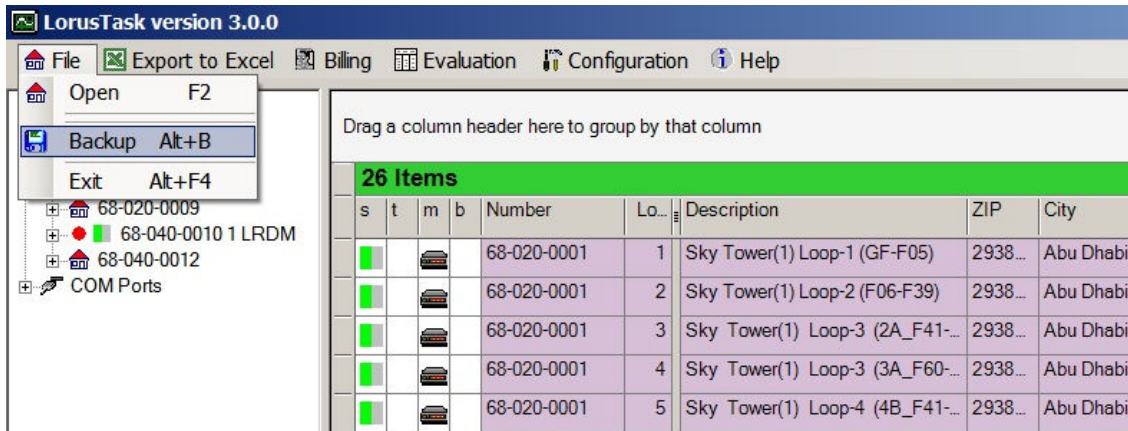 LorusTask version 3.0.0
File Export to Excel Billing Evaluation Configuration Help
Open F2
Backup Alt+B
Exit Alt+F4
68-020-0009
68-040-0010 1 LRDM
68-040-0012
COM Ports
Drag a column header here to group by that column
26 Items
s t m b Number Lo... Description ZIP City
68-020-0001 1 Sky Tower(1) Loop-1 (GF-F05) 2938... Abu Dhabi
68-020-0001 2 Sky Tower(1) Loop-2 (F06-F39) 2938... Abu Dhabi
68-020-0001 3 Sky Tower(1) Loop-3 (2A_F41-... 2938... Abu Dhabi
68-020-0001 4 Sky Tower(1) Loop-3 (3A_F60-... 2938... Abu Dhabi
68-020-0001 5 Sky Tower(1) Loop-4 (4B_F41-... 2938... Abu Dhabi